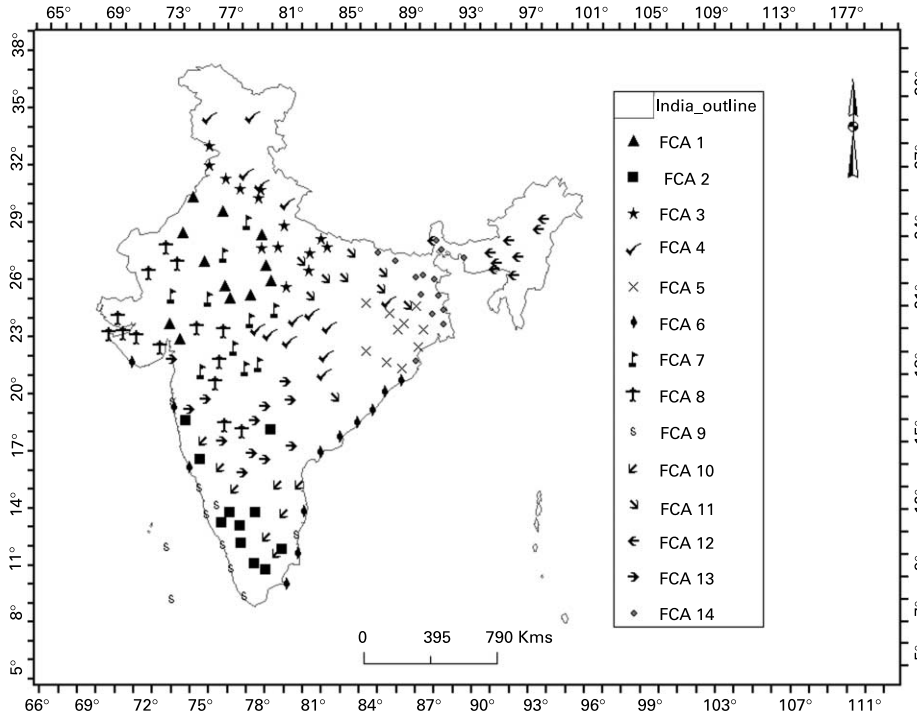 65° 69° 73° 77° 81° 85° 89° 93° 97° 101° 105° 109° 113° 177°
38°
35°
32°
29°
26°
23°
20°
17°
14°
11°
8°
5°
India_outline
FCA 1
FCA 2
FCA 3
FCA 4
FCA 5
FCA 6
FCA 7
FCA 8
FCA 9
FCA 10
FCA 11
FCA 12
FCA 13
FCA 14
0 395 790 Kms
66° 69° 72° 75° 78° 81° 84° 87° 90° 93° 96° 99° 103° 107° 111°